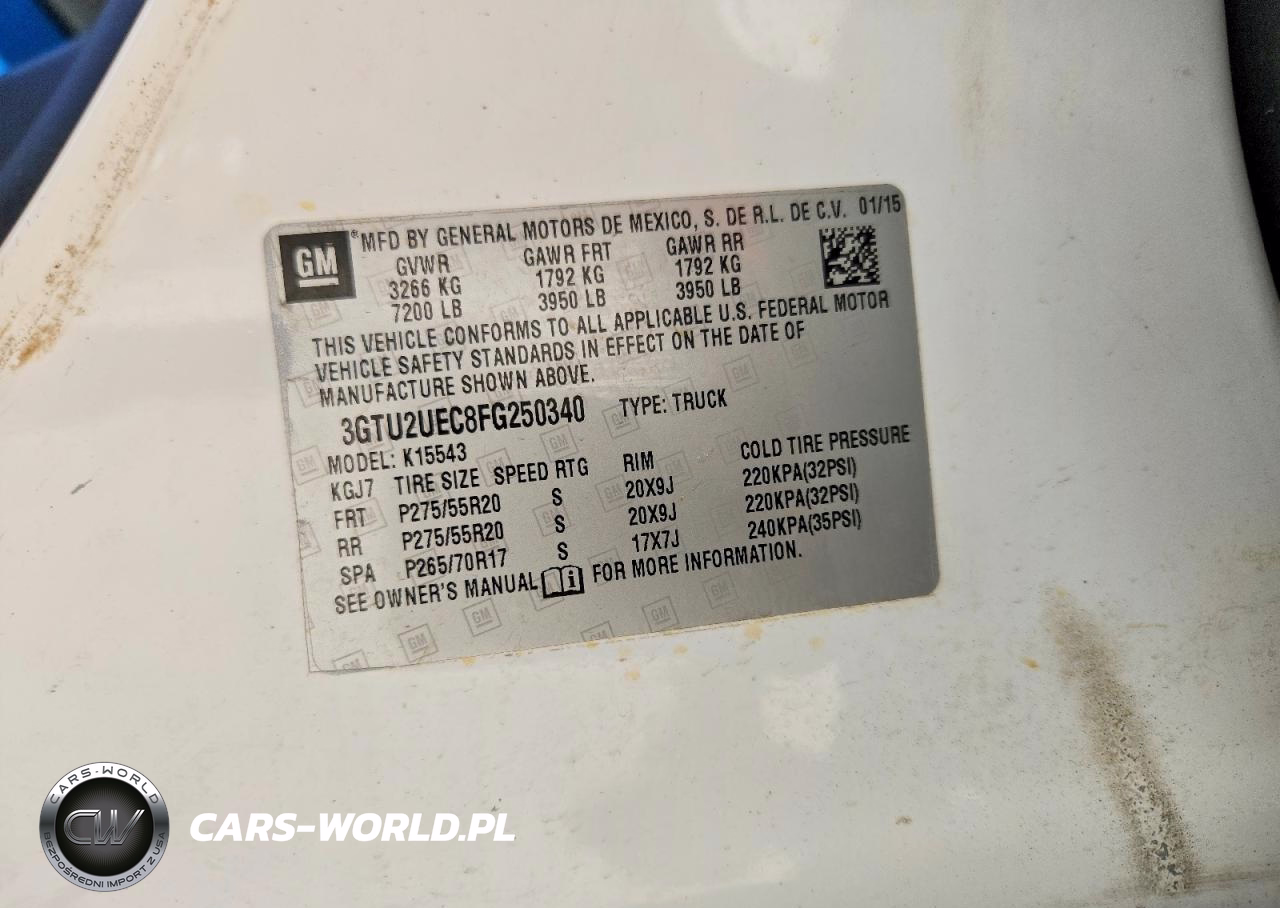 GM ® MFD BY GENERAL MOTORS DE MEXICO, S. DE R.L. DE C.V. 01/15
GVWR GAWR FRT GAWR RR
3266 KG 1792 KG 1792 KG
7200 LB 3950 LB 3950 LB
THIS VEHICLE CONFORMS TO ALL APPLICABLE U.S. FEDERAL MOTOR
VEHICLE SAFETY STANDARDS IN EFFECT ON THE DATE OF
MANUFACTURE SHOWN ABOVE.
3GTU2UEC8FG250340 TYPE: TRUCK
MODEL: K15543
KGJ7 TIRE SIZE SPEED RTG RIM COLD TIRE PRESSURE
FRT P275/55R20 S 20X9J 220KPA(32PSI)
RR P275/55R20 S 20X9J 220KPA(32PSI)
SPA P265/70R17 S 17X7J 240KPA(35PSI)
SEE OWNER'S MANUAL FOR MORE INFORMATION.
CARS-WORLD
CW
BEZPOŚREDNI IMPORT Z USA
CARS-WORLD.PL